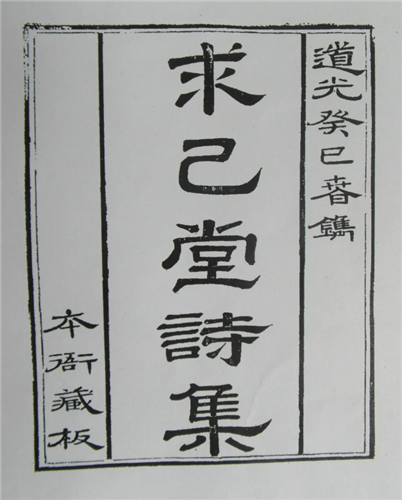 道光癸巳春鐫
求己堂詩集
本衙藏板